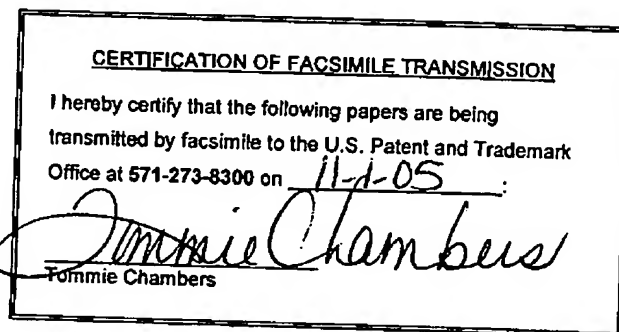 CERTIFICATION OF FACSIMILE TRANSMISSION
I hereby certify that the following papers are being
transmitted by facsimile to the U.S. Patent and Trademark
Office at 571-273-8300 on 11-1-05 :
Tommie Chambers
Tommie Chambers